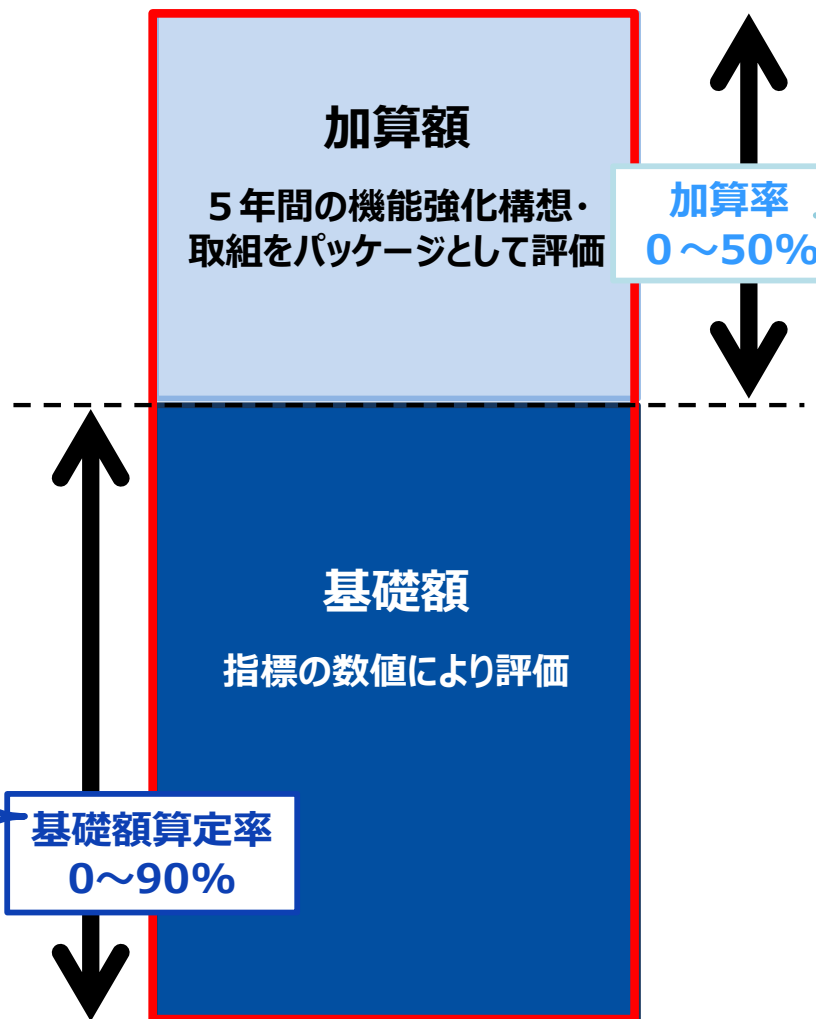 加算額
５年間の機能強化構想・
取組をパッケージとして評価
加算率
０～50%
基礎額
指標の数値により評価
基礎額算定率
0～90%